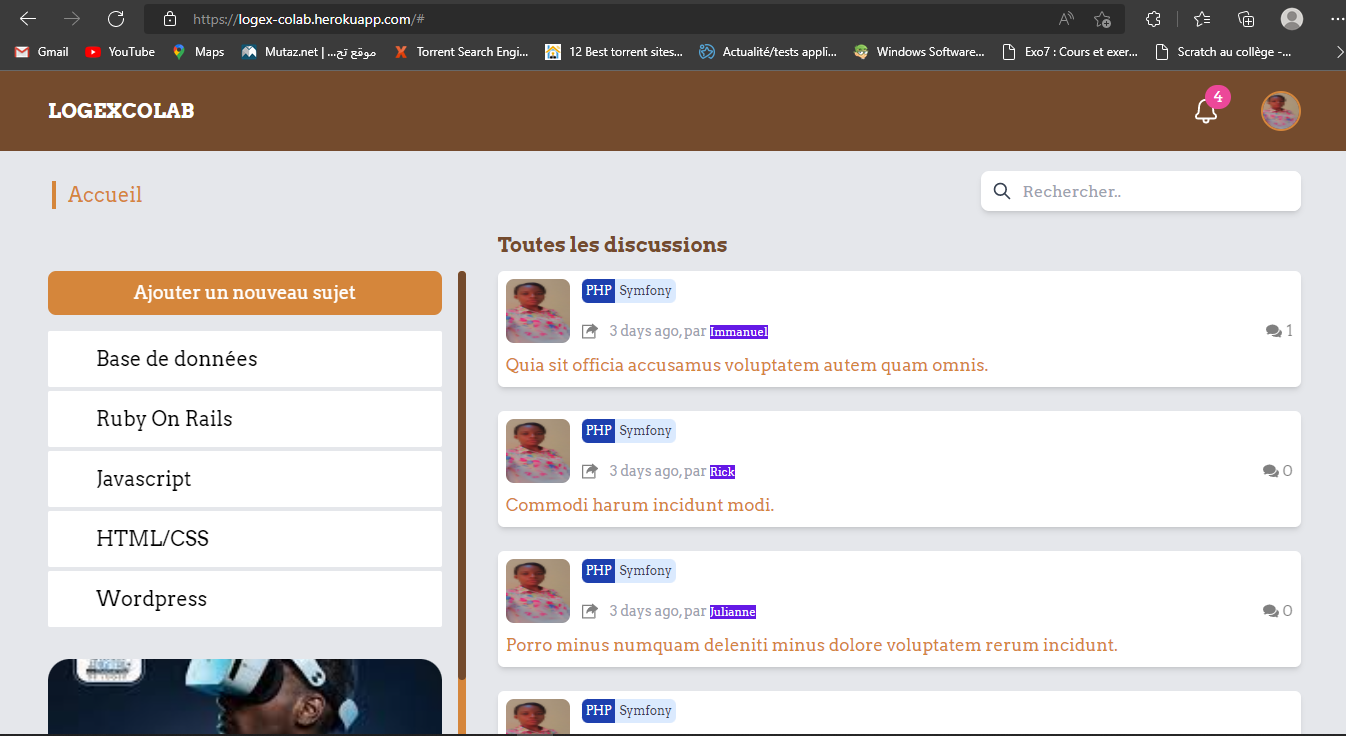 https://logex-colab.herokuapp.com/#
Gmail
YouTube
Maps
Mutaz.net | موقع تح...
Torrent Search Engi...
12 Best torrent sites...
Actualité/tests appli...
Windows Software...
Exo7 : Cours et exer...
Scratch au collège -...
LOGEXCOLAB
4
Accueil
Rechercher..
Toutes les discussions
Ajouter un nouveau sujet
Base de données
Ruby On Rails
Javascript
HTML/CSS
Wordpress
PHP Symfony
3 days ago, par Immanuel
1
Quia sit officia accusamus voluptatem autem quam omnis.
PHP Symfony
3 days ago, par Rick
0
Commodi harum incidunt modi.
PHP Symfony
3 days ago, par Julianne
0
Porro minus numquam deleniti minus dolore voluptatem rerum incidunt.
PHP Symfony